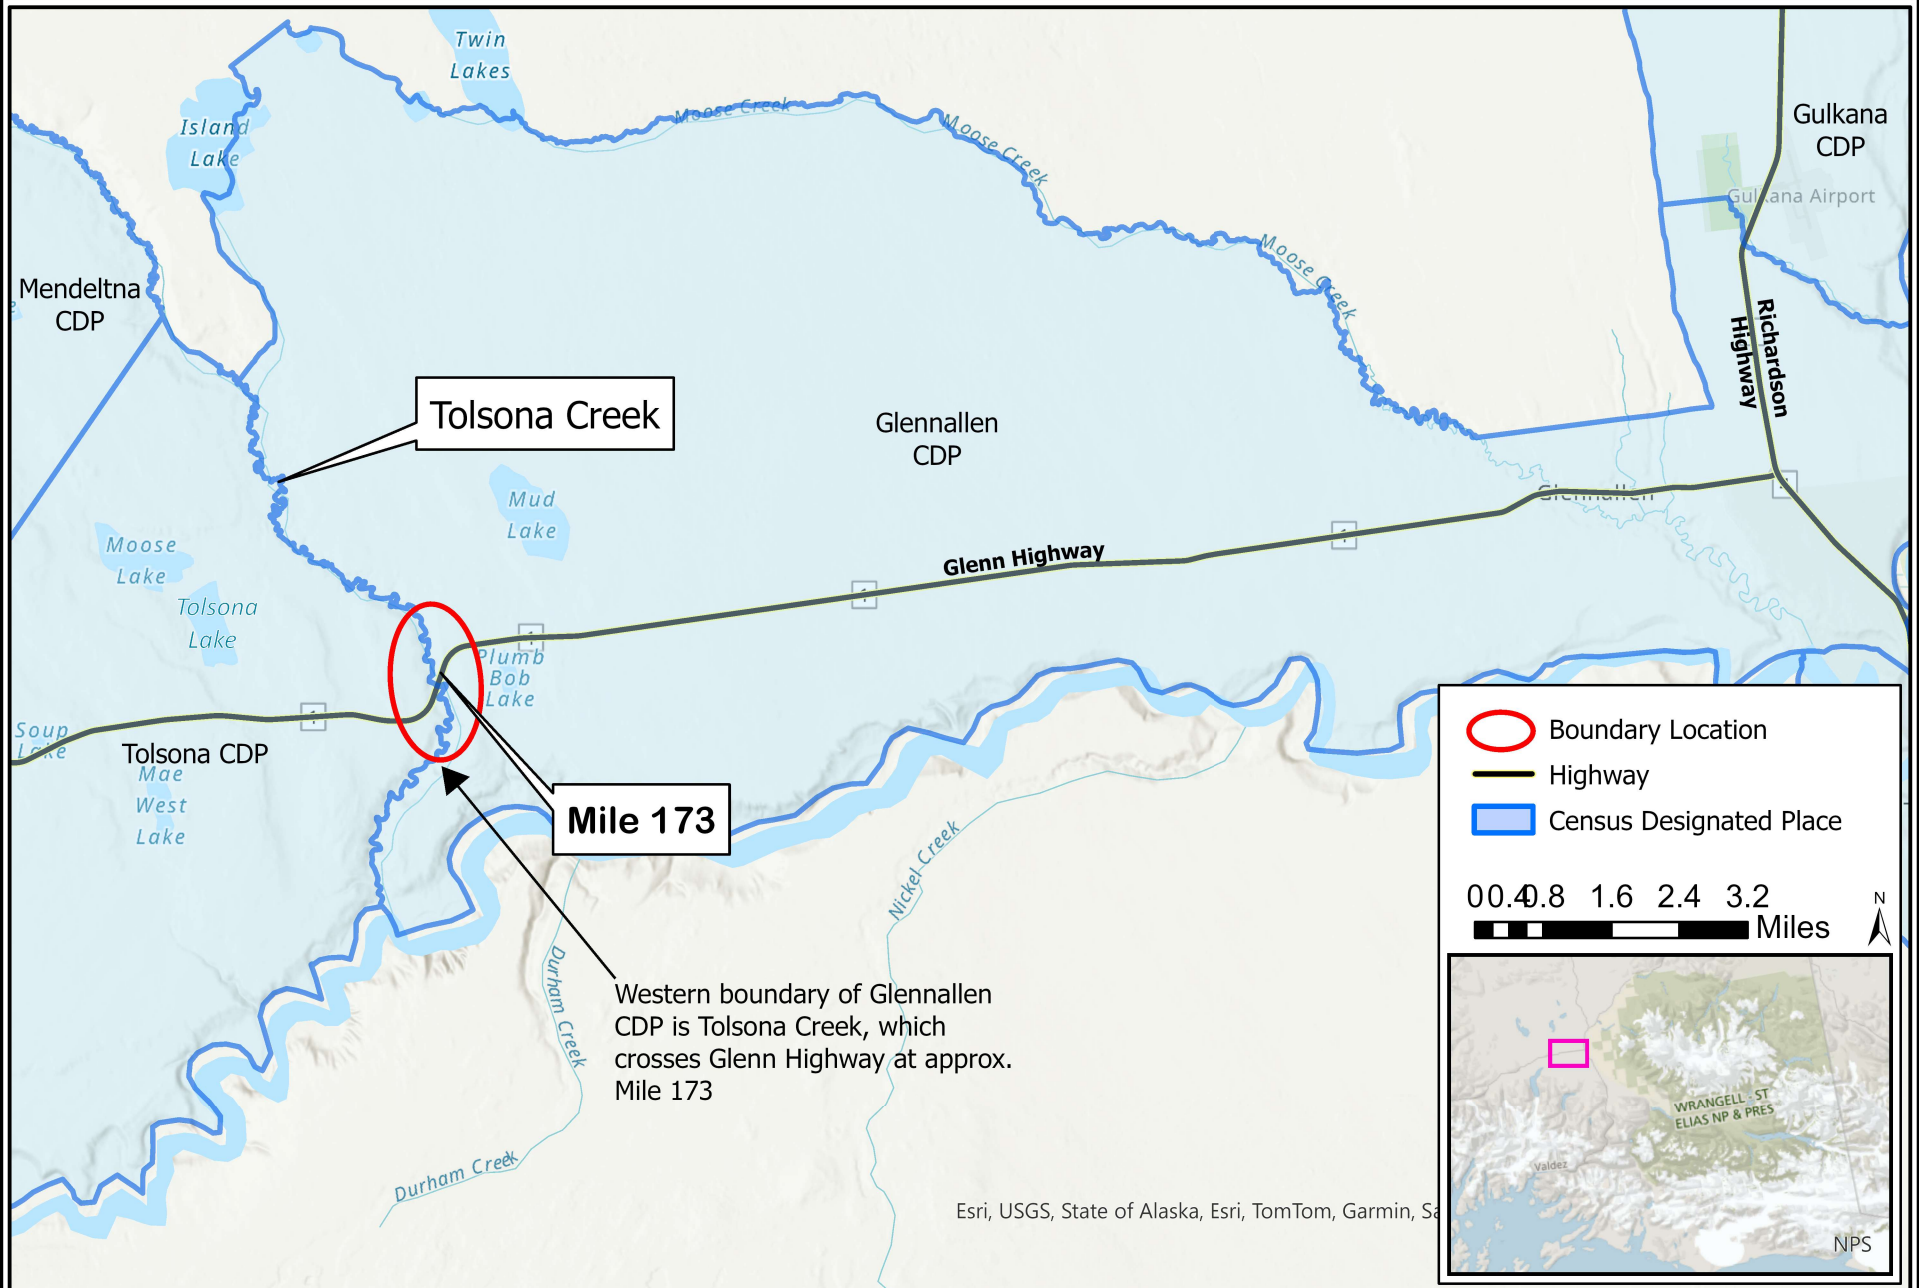 Twin
Lakes
Moose Creek
Moose Creek
Gulkana
CDP
Island
Lake
Gulkana Airport
Moose Creek
Mendeltna
CDP
Richardson
Highway
Tolsona Creek
Glennallen
CDP
Mud
Lake
Glennallen
Moose
Lake
Glenn Highway
1
1
Tolsona
Lake
1
Plumb
Bob
Lake
1
Soup
Lake
Tolsona CDP
Mae
West
Lake
Mile 173
Nickel Creek
Durham Creek
Western boundary of Glennallen
CDP is Tolsona Creek, which
crosses Glenn Highway at approx.
Mile 173
Durham Creek
Esri, USGS, State of Alaska, Esri, TomTom, Garmin,
Boundary Location
Highway
Census Designated Place
0 0.4 0.8 1.6 2.4 3.2
Miles
N
WRANGELL - ST
ELIAS NP & PRES
Valdez
NPS